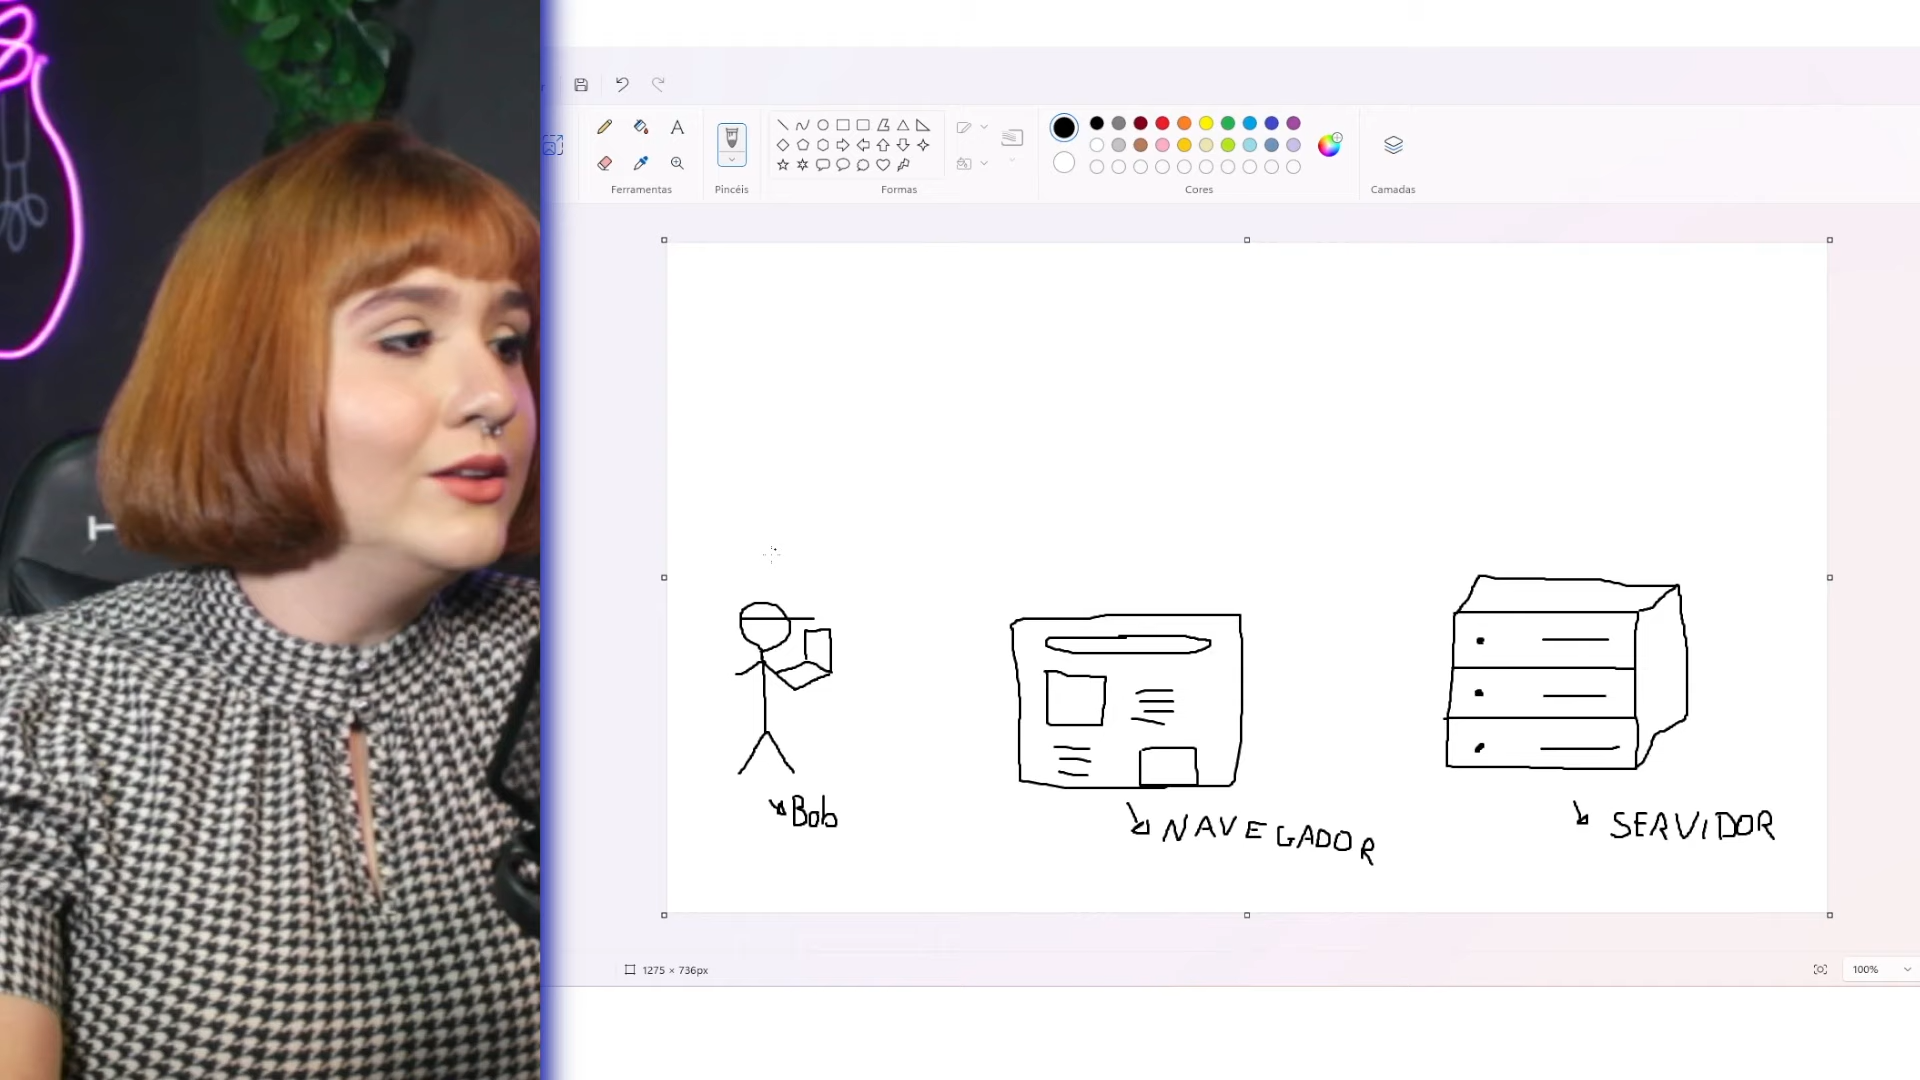 Ferramentas
Pincéis
Formas
Cores
Camadas
Bob
NAVEGADOR
SERVIDOR
1275 × 736px
100%